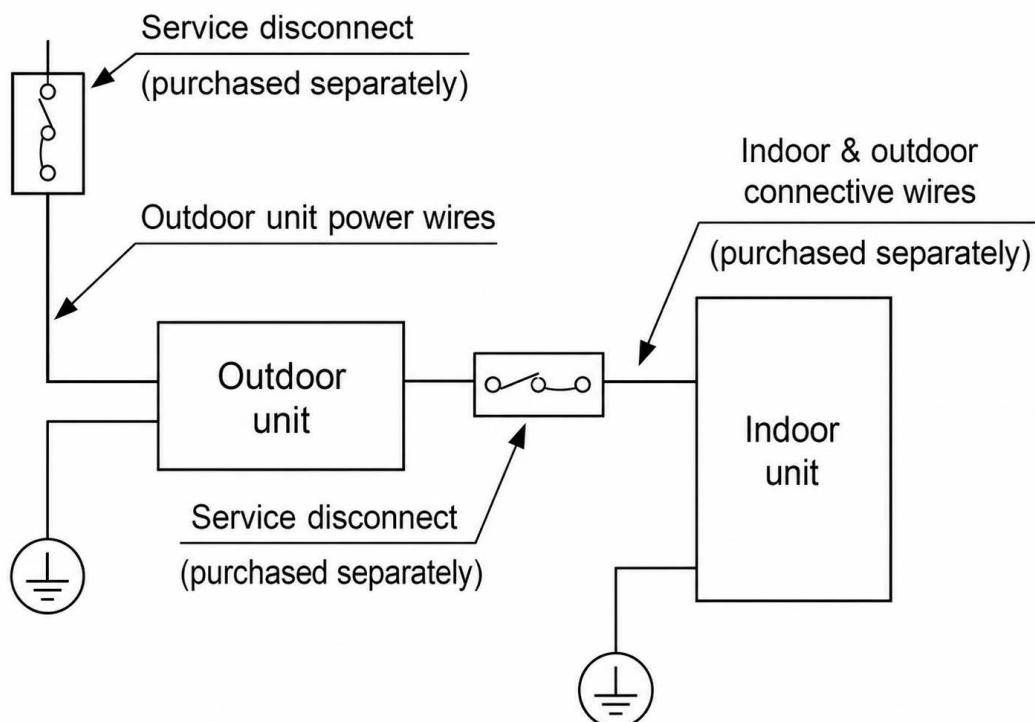 Service disconnect
(purchased separately)
Outdoor unit power wires
Indoor & outdoor
connective wires
(purchased separately)
Outdoor
unit
Service disconnect
(purchased separately)
Indoor
unit